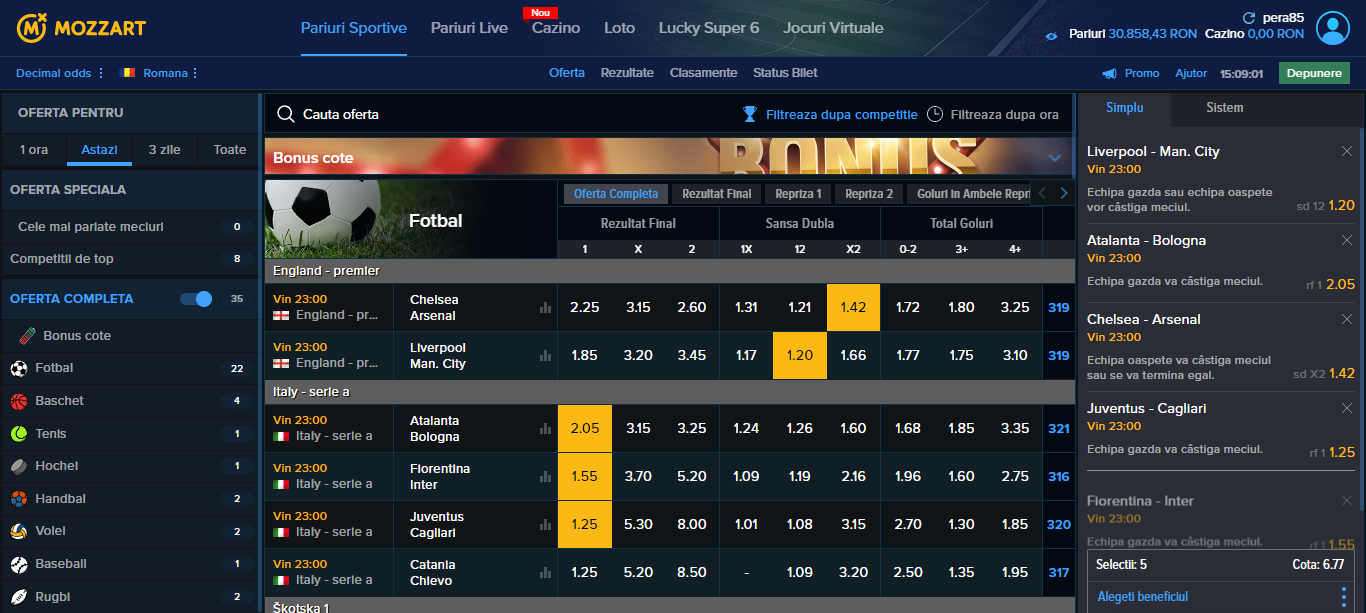 MOZZART
Pariuri Sportive
Pariuri Live
Nou
Cazino
Loto
Lucky Super 6
Jocuri Virtuale
pera85
Pariuri 30.858,43 RON Cazino 0,00 RON
Decimal odds
Romana
Oferta
Rezultate
Clasamente
Status Bilet
Promo
Ajutor
15:09:01
Depunere
OFERTA PENTRU
1 ora
Astazi
3 zile
Toate
OFERTA SPECIALA
Cele mai pariate meciuri 0
Competitii de top 8
OFERTA COMPLETA 35
Bonus cote
Fotbal 22
Baschet 4
Tenis 1
Hochei 1
Handbal 2
Volei 2
Baseball 1
Rugbi 2
Cauta oferta
Filtreaza dupa competitie
Filtreaza dupa ora
Bonus cote
BONUS
Fotbal
Oferta Completa
Rezultat Final
Repriza 1
Repriza 2
Goluri in Ambele Repri
Rezultat Final
Sansa Dubla
Total Goluri
1 X 2 1X 12 X2 0-2 3+ 4+
England - premier
Vin 23:00
England - pr...
Chelsea
Arsenal
2.25 3.15 2.60 1.31 1.21 1.42 1.72 1.80 3.25 319
Vin 23:00
England - pr...
Liverpool
Man. City
1.85 3.20 3.45 1.17 1.20 1.66 1.77 1.75 3.10 319
Italy - serie a
Vin 23:00
Italy - serie a
Atalanta
Bologna
2.05 3.15 3.25 1.24 1.26 1.60 1.68 1.85 3.35 321
Vin 23:00
Italy - serie a
Fiorentina
Inter
1.55 3.70 5.20 1.09 1.19 2.16 1.96 1.60 2.75 316
Vin 23:00
Italy - serie a
Juventus
Cagliari
1.25 5.30 8.00 1.01 1.08 3.15 2.70 1.30 1.85 320
Vin 23:00
Italy - serie a
Catania
Chievo
1.25 5.20 8.50 - 1.09 3.20 2.50 1.35 1.95 317
Škotska 1
Simplu
Sistem
Liverpool - Man. City
Vin 23:00
Echipa gazda sau echipa oaspete
vor câstiga meciul.
sd 12 1.20
Atalanta - Bologna
Vin 23:00
Echipa gazda va câstiga meciul.
rf 1 2.05
Chelsea - Arsenal
Vin 23:00
Echipa oaspete va câstiga meciul
sau se va termina egal.
sd X2 1.42
Juventus - Cagliari
Vin 23:00
Echipa gazda va câstiga meciul.
rf 1 1.25
Fiorentina - Inter
Vin 23:00
Echipa gazda va câstiga meciul.
rf 1 1.55
Selectii: 5
Cota: 6.77
Alegeti beneficiul